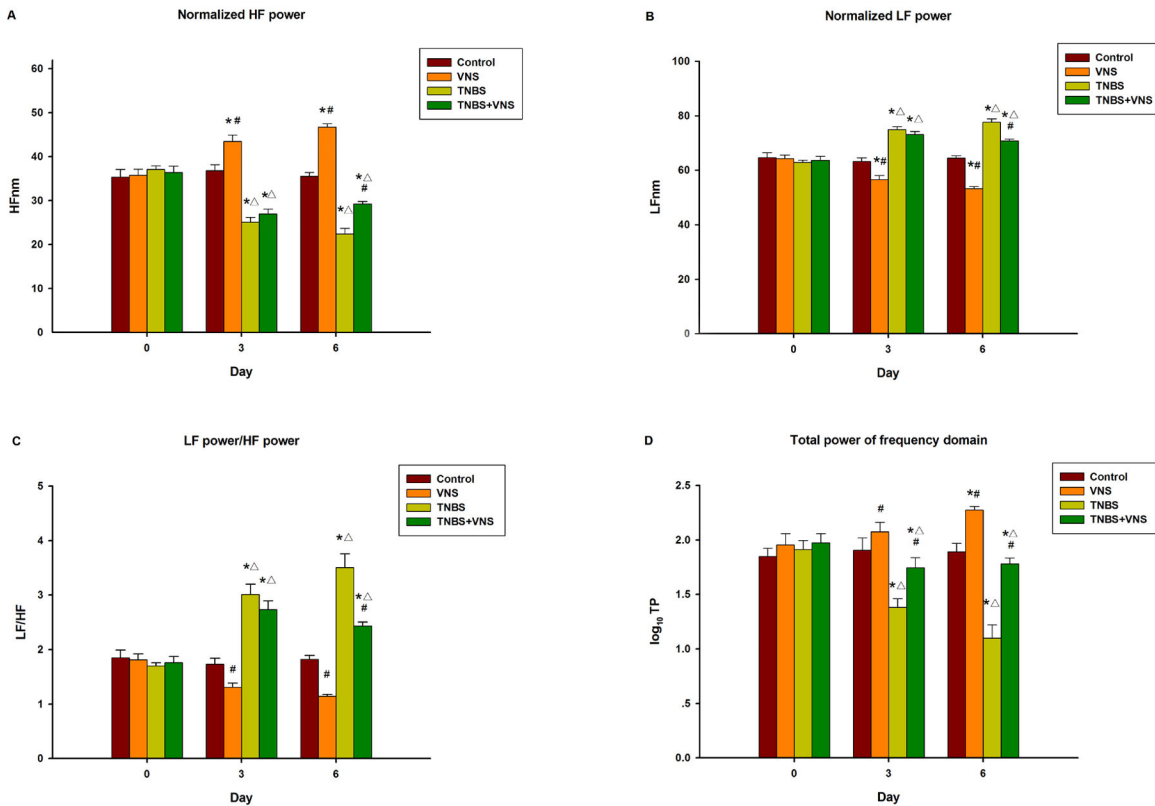 A
Normalized HF power
Control
VNS
TNBS
TNBS+VNS
60
50
40
30
20
10
0
HFnm
*#
*△
*△
*#
*△
*△
#
0
3
6
Day
B
Normalized LF power
Control
VNS
TNBS
TNBS+VNS
100
80
60
40
20
0
LFnm
*#
*△
*△
*#
*△
*△
#
0
3
6
Day
C
LF power/HF power
Control
VNS
TNBS
TNBS+VNS
5
4
3
2
1
0
LF/HF
#
*△
*△
#
*△
*△
#
0
3
6
Day
D
Total power of frequency domain
Control
VNS
TNBS
TNBS+VNS
2.5
2.0
1.5
1.0
.5
0.0
log₁₀ TP
#
*△
*△
#
*#
*△
*△
#
0
3
6
Day